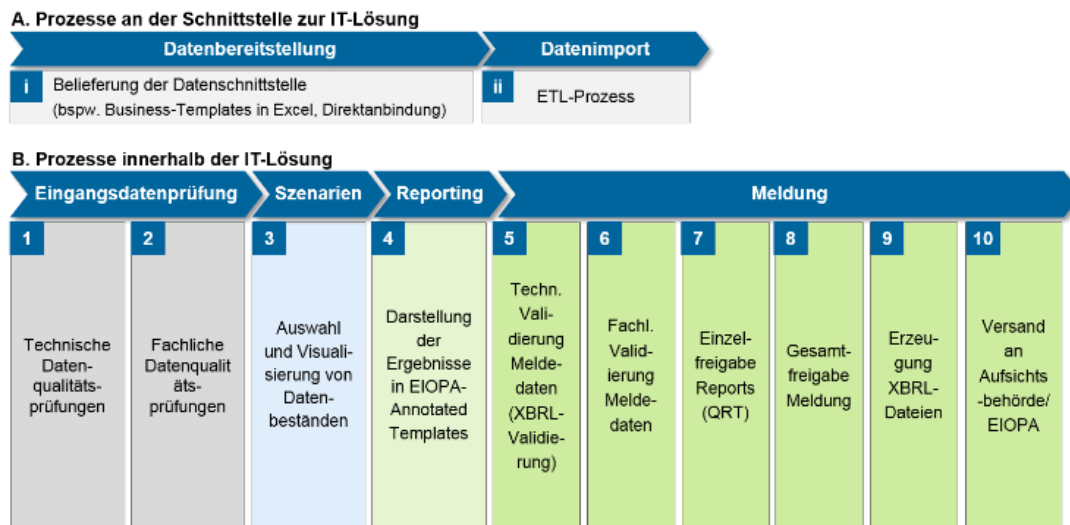 A. Prozesse an der Schnittstelle zur IT-Lösung
Datenbereitstellung
Datenimport
i
Belieferung der Datenschnittstelle
(bspw. Business-Templates in Excel, Direktanbindung)
ii
ETL-Prozess
B. Prozesse innerhalb der IT-Lösung
Eingangsdatenprüfung
Szenarien
Reporting
Meldung
1
Technische
Daten-
qualitäts-
prüfungen
2
Fachliche
Datenqualit
äts-
prüfungen
3
Auswahl
und Visuali-
sierung von
Daten-
beständen
4
Darstellung
der
Ergebnisse
in EIOPA-
Annotated
Templates
5
Techn.
Vali-
dierung
Melde-
daten
(XBRL-
Validie-
rung)
6
Fachl.
Valid-
ierung
Melde-
daten
7
Einzel-
freigabe
Reports
(QRT)
8
Gesamt-
freigabe
Meldung
9
Erzeu-
gung
XBRL-
Dateien
10
Versand
an
Aufsichts
-behörde/
EIOPA